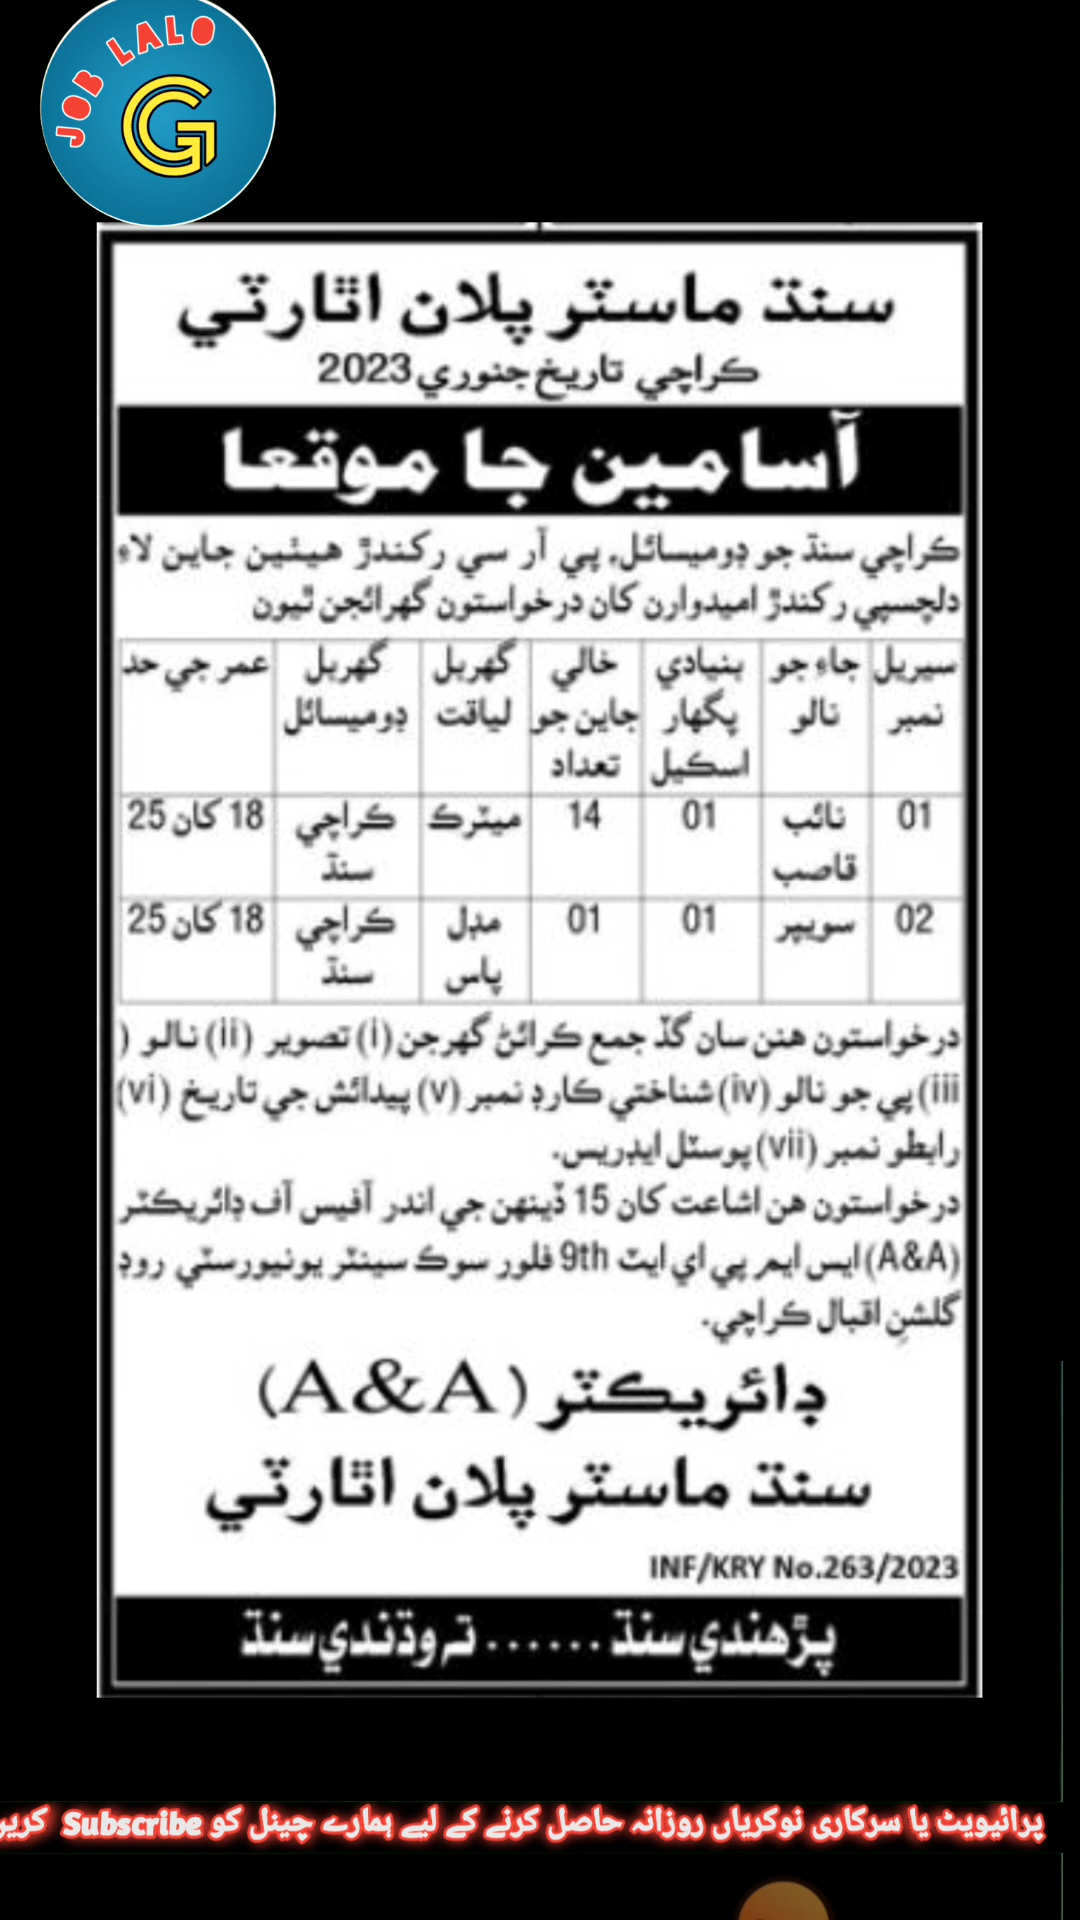 JOB LALO
G
سنڌ ماسٽر پلان اٿارٽي
ڪراچي تاريخ جنوري 2023
آسامين جا موقعا
ڪراچي سنڌ جو ڊوميسائل، پي آر سي رکندڙ هيٺين جاين لاءِ
دلچسپي رکندڙ اميدوارن کان درخواستون گهرائجن ٿيون
سيريل نمبر | جاءِ جو نالو | بنيادي پگهار اسڪيل | خالي جاين جو تعداد | گهربل لياقت | گهربل ڊوميسائل | عمر جي حد
01 | نائب قاصب | 01 | 14 | ميٽرڪ | ڪراچي سنڌ | 18 کان 25
02 | سويپر | 01 | 01 | مڊل پاس | ڪراچي سنڌ | 18 کان 25
درخواستون هنن سان گڏ جمع ڪرائڻ گهرجن (i) تصوير (ii) نالو (
iii) پي جو نالو (iv) شناختي ڪارڊ نمبر (v) پيدائش جي تاريخ (vi)
رابطو نمبر (vii) پوسٽل ايڊريس.
درخواستون هن اشاعت کان 15 ڏينهن جي اندر آفيس آف ڊائريڪٽر
(A&A) ايس ايم پي اي ايٽ 9th فلور سوڪ سينٽر يونيورسٽي روڊ
گلشنِ اقبال ڪراچي.
ڊائريڪٽر (A&A)
سنڌ ماسٽر پلان اٿارٽي
INF/KRY No.263/2023
پڙهندي سنڌ ...... ته وڌندي سنڌ
پرائیویٹ یا سرکاری نوکریاں روزانہ حاصل کرنے کے لیے ہمارے چینل کو Subscribe کریں